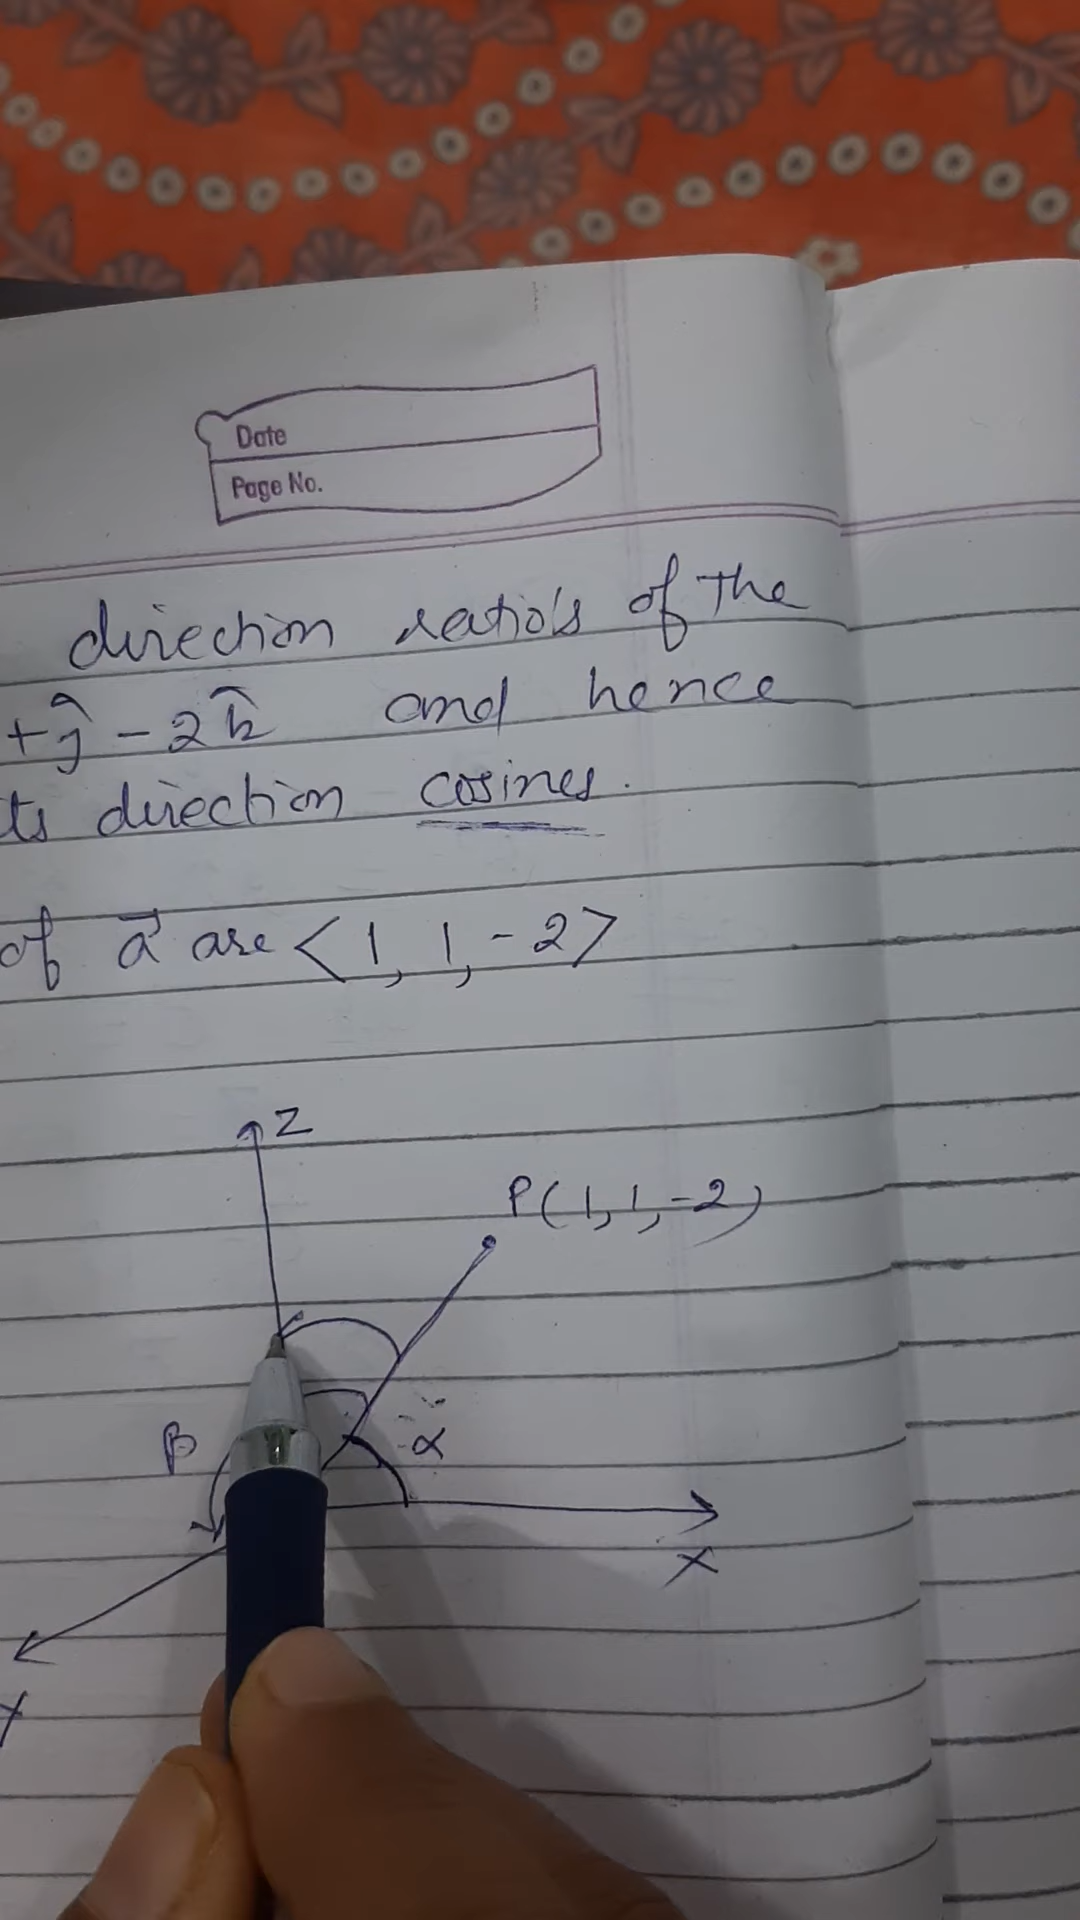 Date
Page No.
direction ratio's of The
+ĵ - 2k̂ and hence
ts direction cosines.
of a⃗ are <1, 1, -2>
Z
P(1, 1, -2)
β
α
X
Y